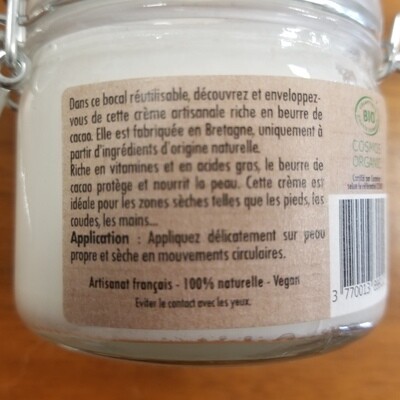 Dans ce bocal réutilisable, découvrez et enveloppez-
vous de cette crème artisanale riche en beurre de
cacao. Elle est fabriquée en Bretagne, uniquement à
partir d'ingrédients d'origine naturelle.
Riche en vitamines et en acides gras, le beurre de
cacao protège et nourrit la peau. Cette crème est
idéale pour les zones sèches telles que les pieds, les
coudes, les mains...
Application : Appliquez délicatement sur peau
propre et sèche en mouvements circulaires.
Artisanat français - 100% naturelle - Vegan
Eviter le contact avec les yeux.
BIO
COSMOS
ORGANIC
3 770013